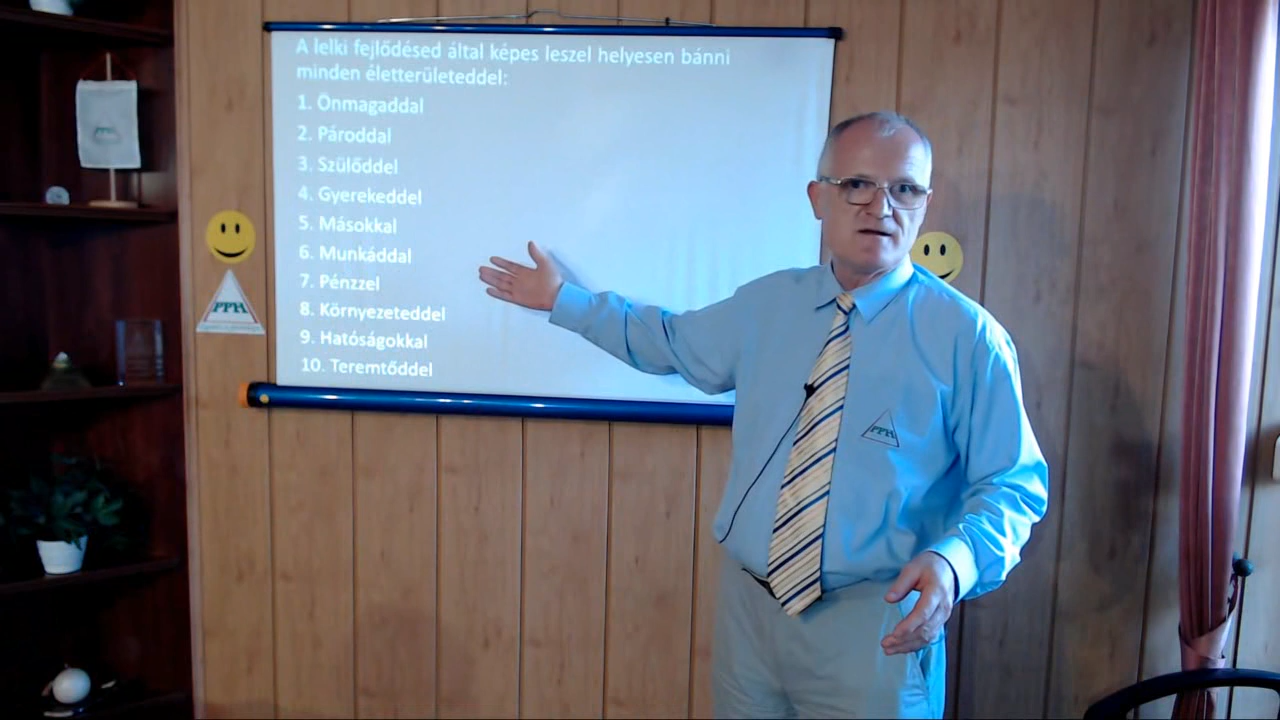 A lelki fejlődésed által képes leszel helyesen bánni
minden életterületeddel:
1. Önmagaddal
2. Pároddal
3. Szülőddel
4. Gyerekeddel
5. Másokkal
6. Munkáddal
7. Pénzzel
8. Környezeteddel
9. Hatóságokkal
10. Teremtőddel
PPH
PPH